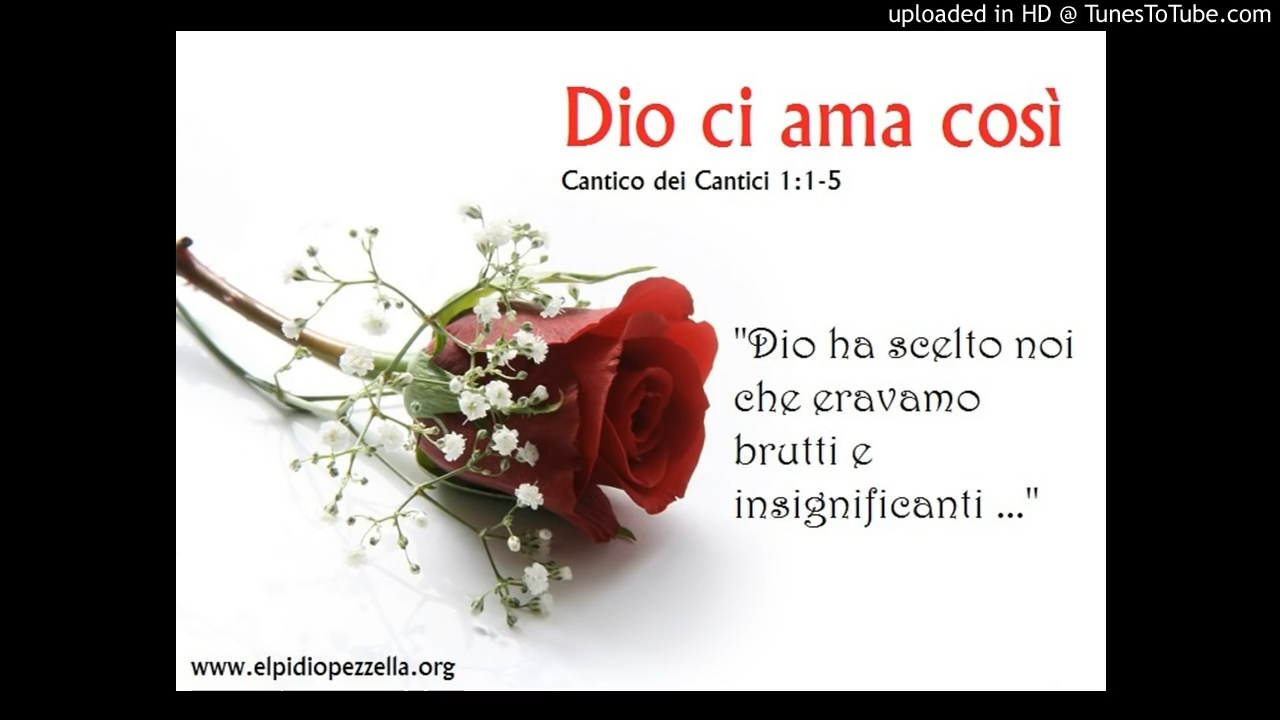 uploaded in HD @ TunesToTube.com
Dio ci ama così
Cantico dei Cantici 1:1-5
"Dio ha scelto noi
che eravamo
brutti e
insignificanti ..."
www.elpidiopezzella.org